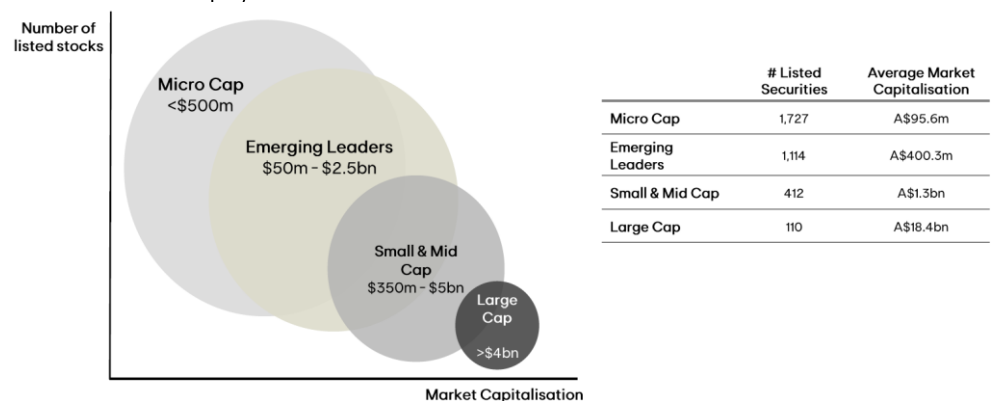 Number of
listed stocks
Micro Cap
<$500m
Emerging Leaders
$50m - $2.5bn
Small & Mid
Cap
$350m - $5bn
Large
Cap
>$4bn
Market Capitalisation
# Listed
Securities
Average Market
Capitalisation
Micro Cap 1,727 A$95.6m
Emerging
Leaders 1,114 A$400.3m
Small & Mid Cap 412 A$1.3bn
Large Cap 110 A$18.4bn